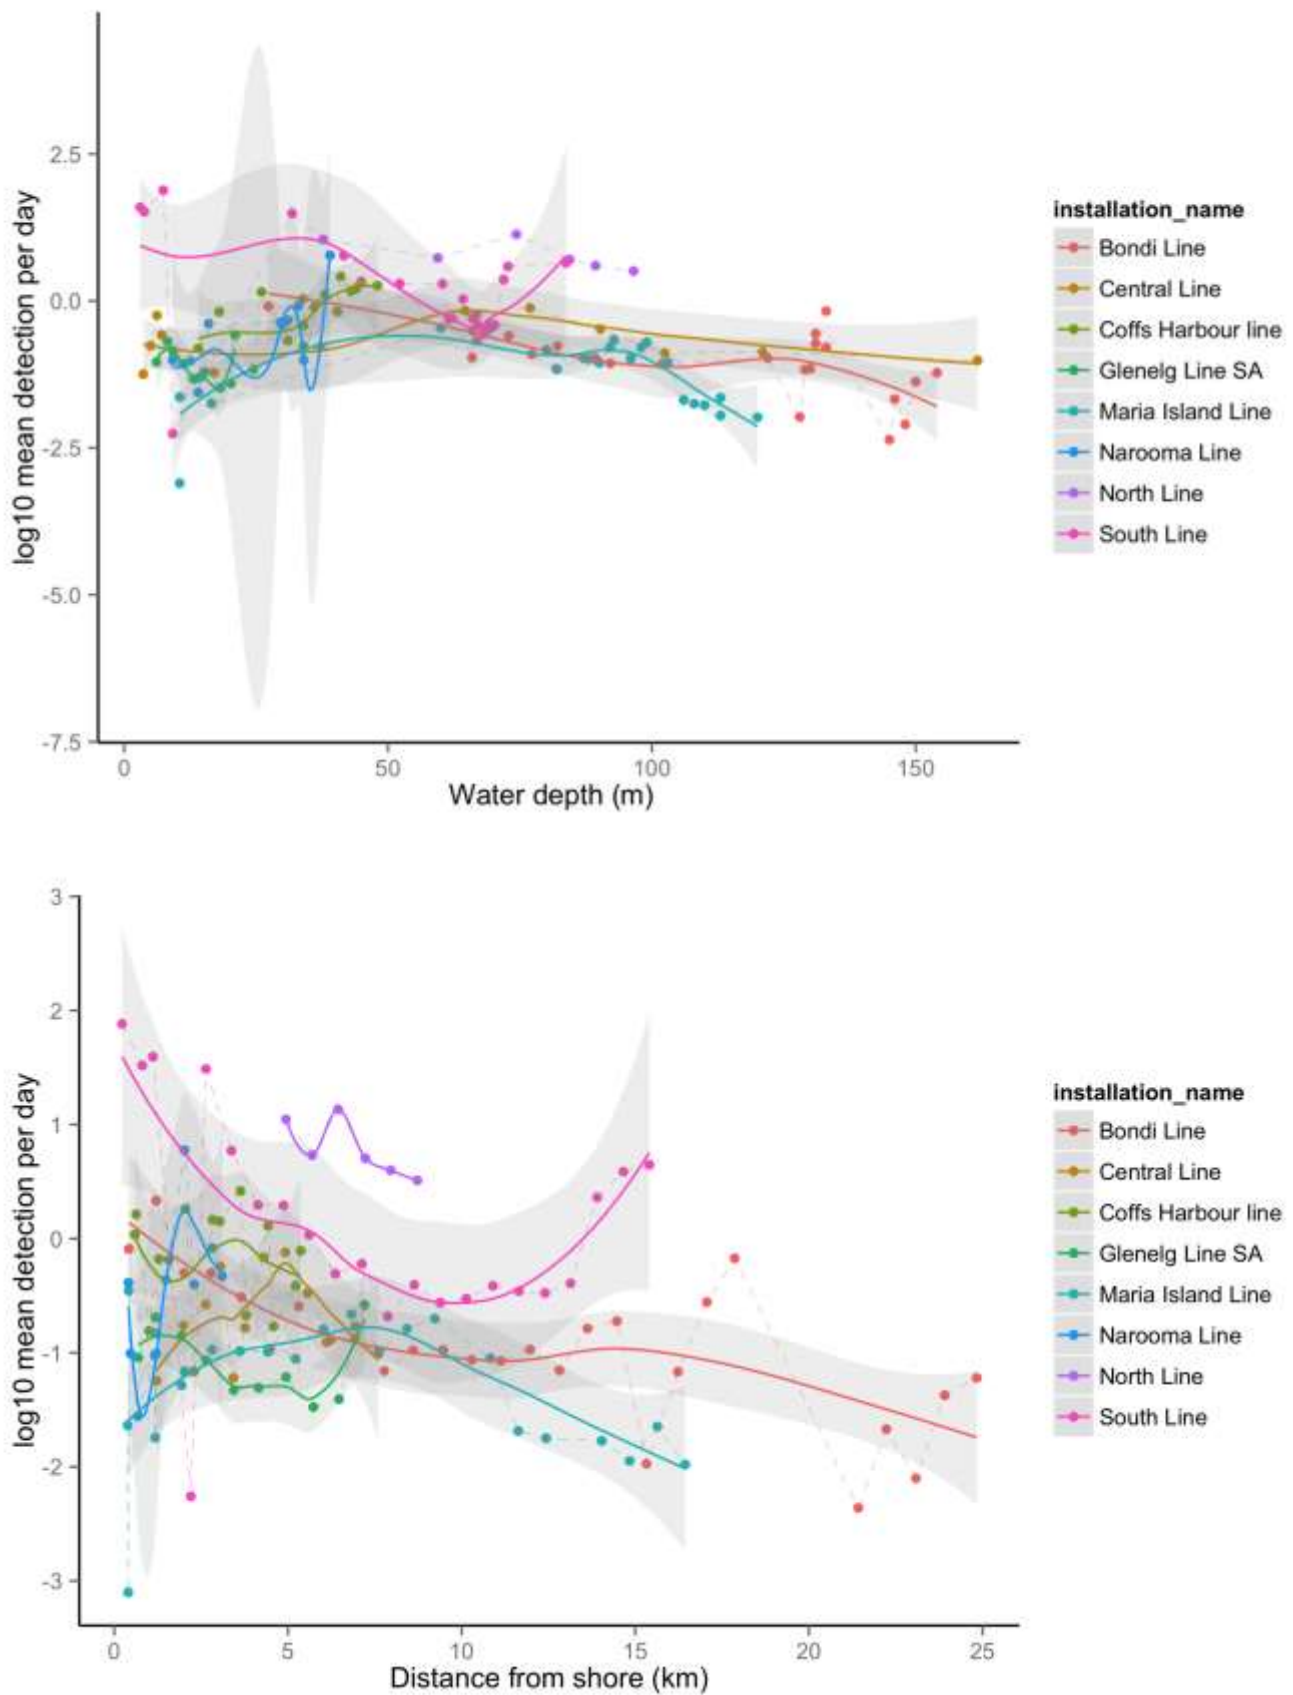 log10 mean detection per day
2.5
0.0
-2.5
-5.0
-7.5
0
50
100
150
Water depth (m)
installation_name
Bondi Line
Central Line
Coffs Harbour line
Glenelg Line SA
Maria Island Line
Narooma Line
North Line
South Line
log10 mean detection per day
3
2
1
0
-1
-2
-3
0
5
10
15
20
25
Distance from shore (km)
installation_name
Bondi Line
Central Line
Coffs Harbour line
Glenelg Line SA
Maria Island Line
Narooma Line
North Line
South Line